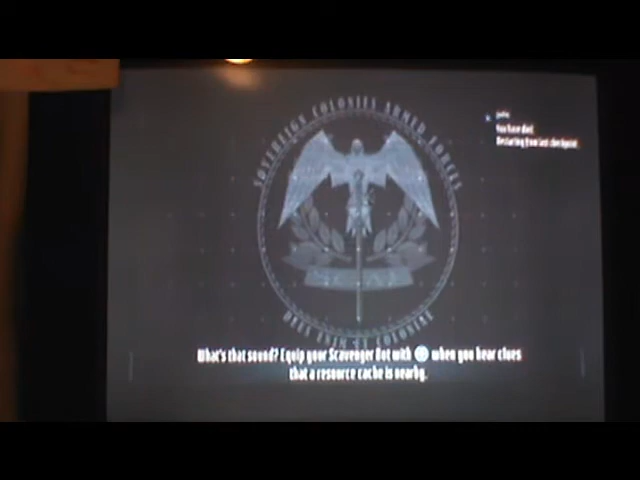 SOVEREIGN COLONIES ARMED FORCES
You have died.
Restarting from last checkpoint.
What's that sound? Equip your Scavenger Bot with when you hear clues
that a resource cache is nearby.